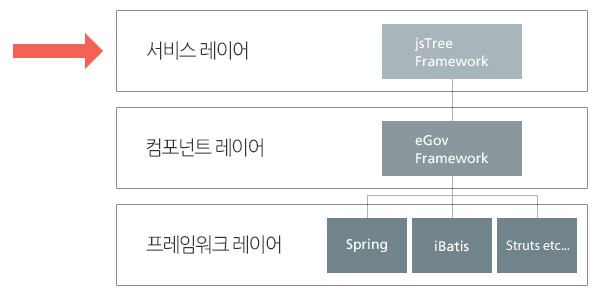 서비스 레이어
jsTree
Framework
컴포넌트 레이어
eGov
Framework
프레임워크 레이어
Spring
iBatis
Struts etc...